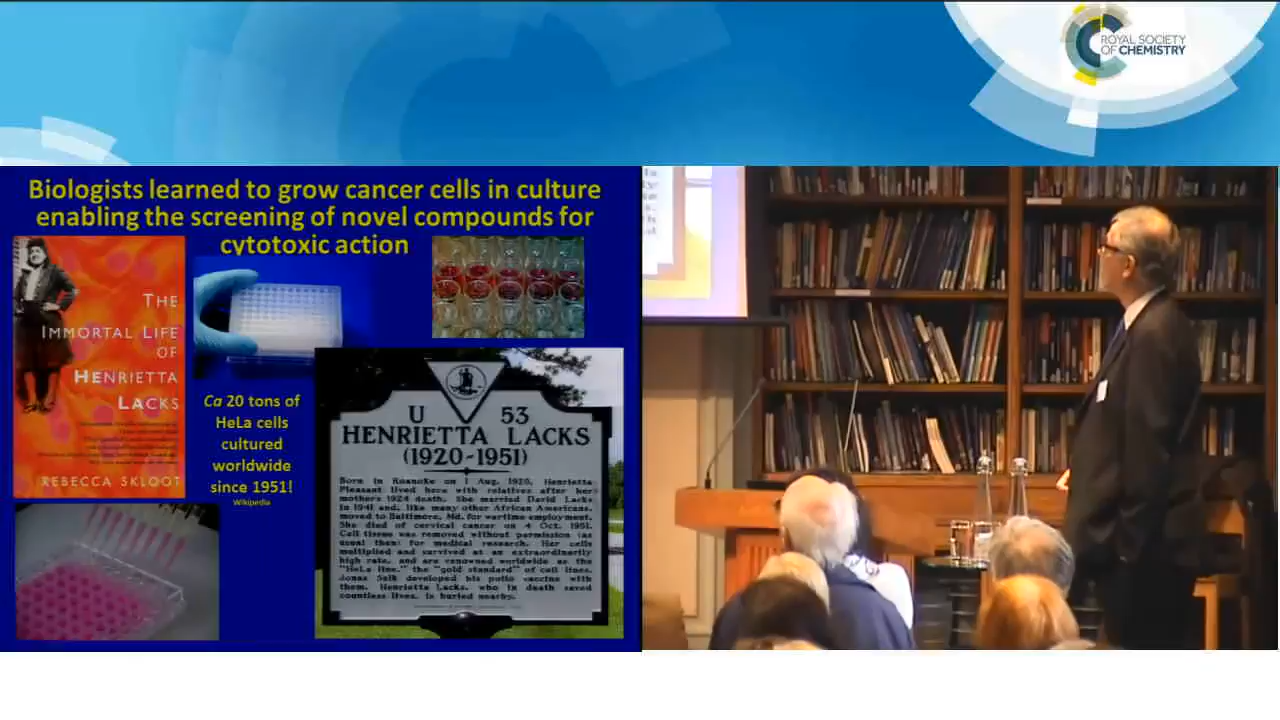 ROYAL SOCIETY
OF CHEMISTRY
Biologists learned to grow cancer cells in culture
enabling the screening of novel compounds for
cytotoxic action
THE
IMMORTAL LIFE
OF
HENRIETTA
LACKS
REBECCA SKLOOT
Ca 20 tons of
HeLa cells
cultured
worldwide
since 1951!
Wikipedia
U 53
HENRIETTA LACKS
(1920-1951)
Born in Roanoke on 1 Aug. 1920, Henrietta
Pleasant lived here with relatives after her
mothers 1924 death. She married David Lacks
in 1941 and, like many other African Americans,
moved to Baltimore, Md. for wartime employment.
She died of cervical cancer on 4 Oct. 1951.
Cell tissue was removed without permission (as
usual then) for medical research. Her cells
multiplied and survived at an extraordinarily
high rate, and are renowned worldwide as the
"HeLa line," the "gold standard" of cell lines.
Jonas Salk developed his polio vaccine with
them. Henrietta Lacks, who in death saved
countless lives, is buried nearby.